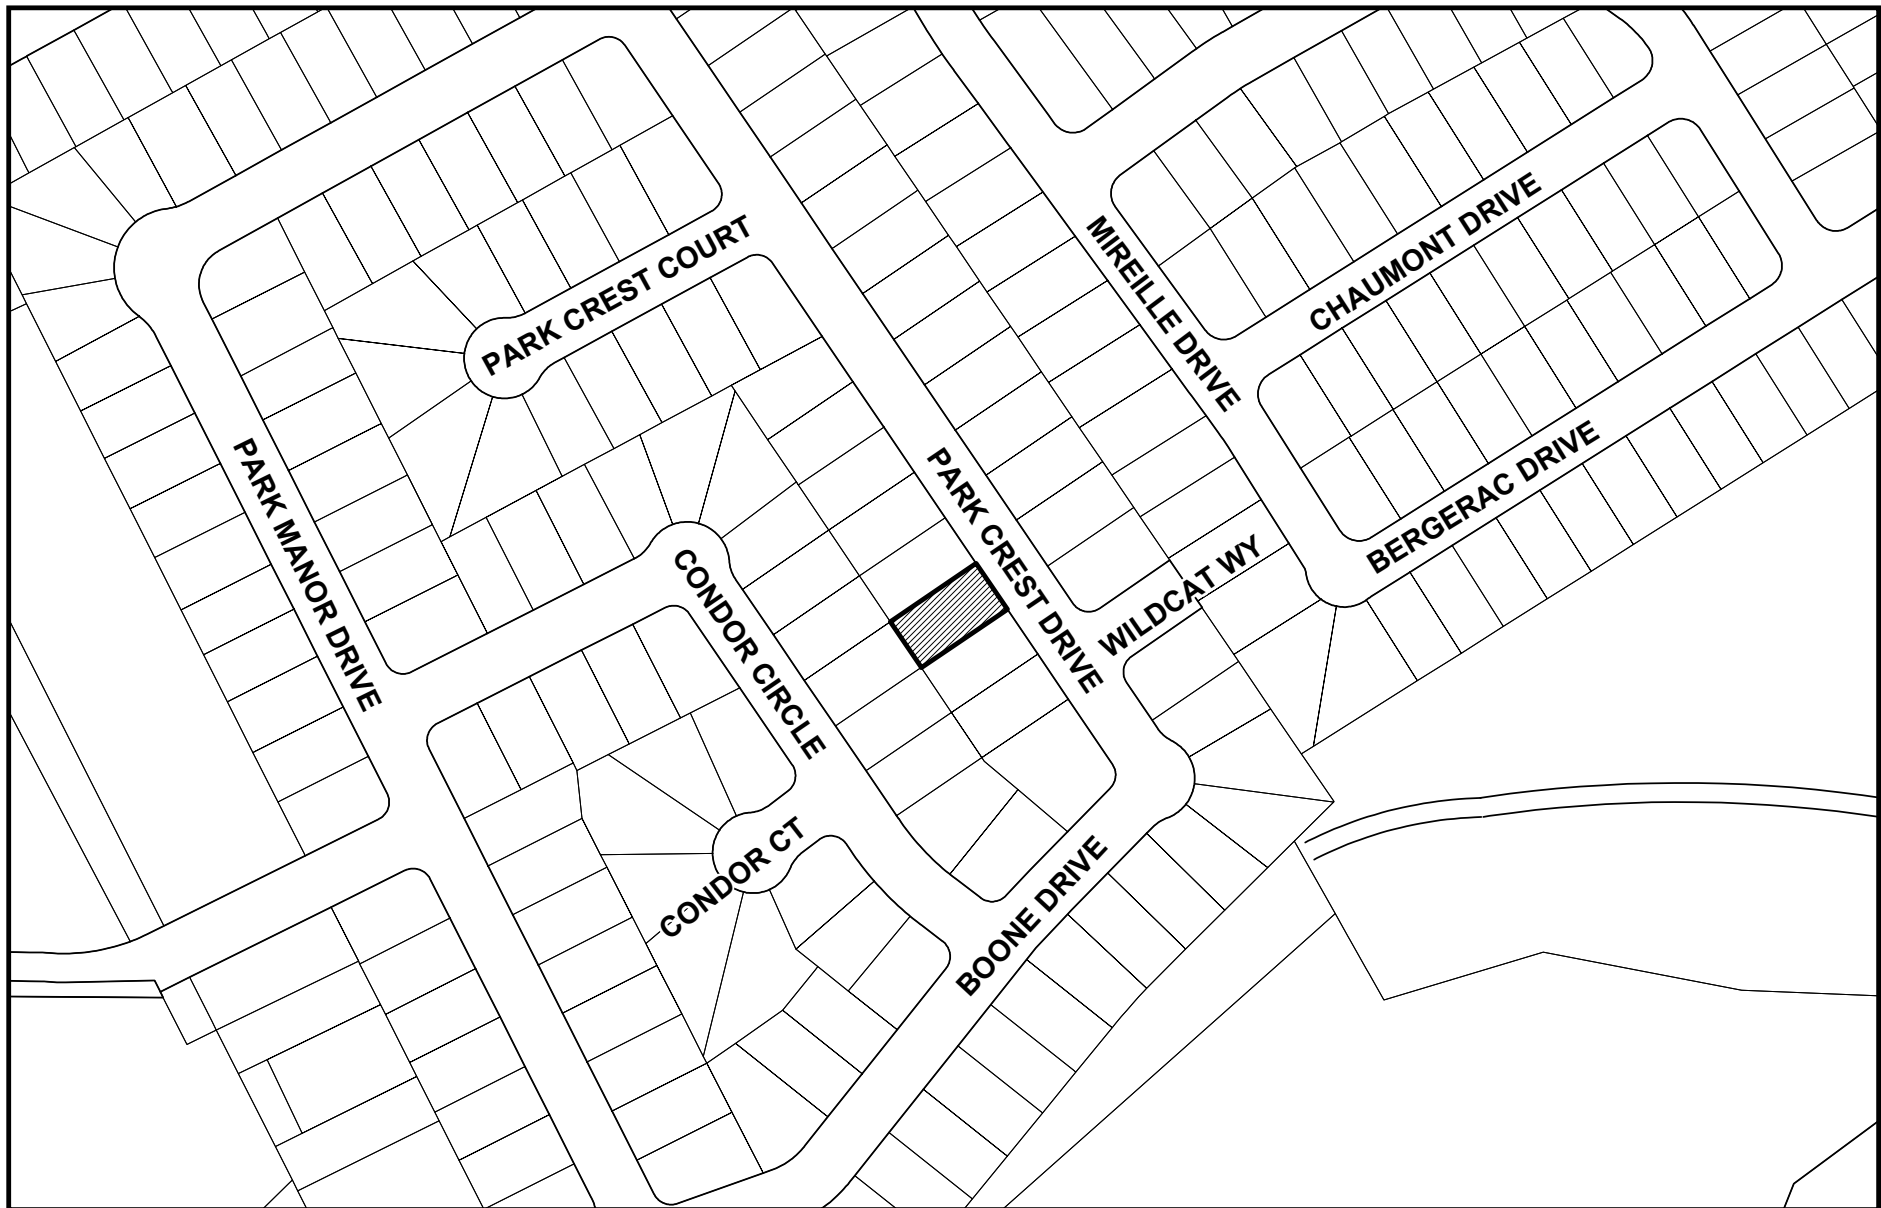 PARK CREST COURT
MIREILLE DRIVE
CHAUMONT DRIVE
BERGERAC DRIVE
PARK MANOR DRIVE
PARK CREST DRIVE
WILDCAT WY
CONDOR CIRCLE
CONDOR CT
BOONE DRIVE